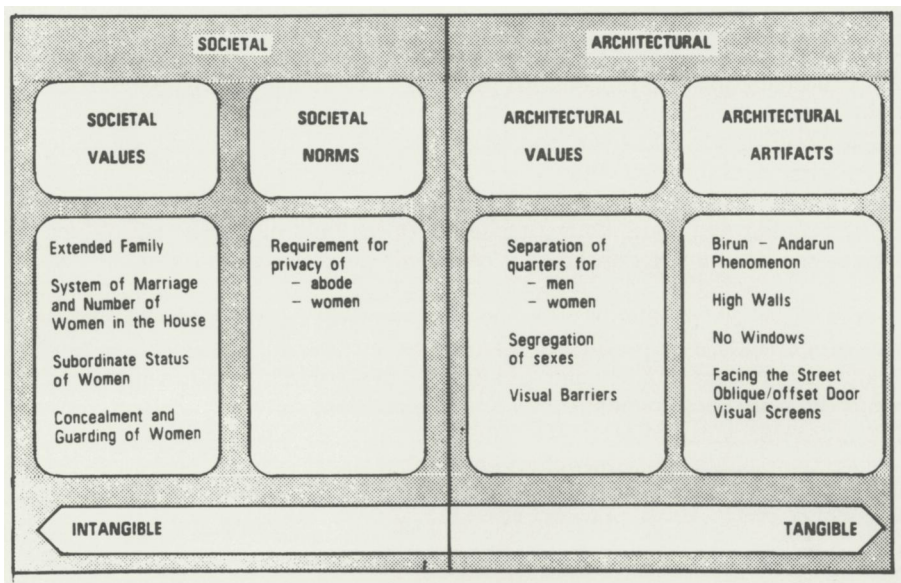 SOCIETAL
ARCHITECTURAL
SOCIETAL
VALUES
SOCIETAL
NORMS
ARCHITECTURAL
VALUES
ARCHITECTURAL
ARTIFACTS
Extended Family
System of Marriage
and Number of
Women in the House
Subordinate Status
of Women
Concealment and
Guarding of Women
Requirement for
privacy of
– abode
– women
Separation of
quarters for
– men
– women
Segregation
of sexes
Visual Barriers
Birun – Andarun
Phenomenon
High Walls
No Windows
Facing the Street
Oblique/offset Door
Visual Screens
INTANGIBLE
TANGIBLE